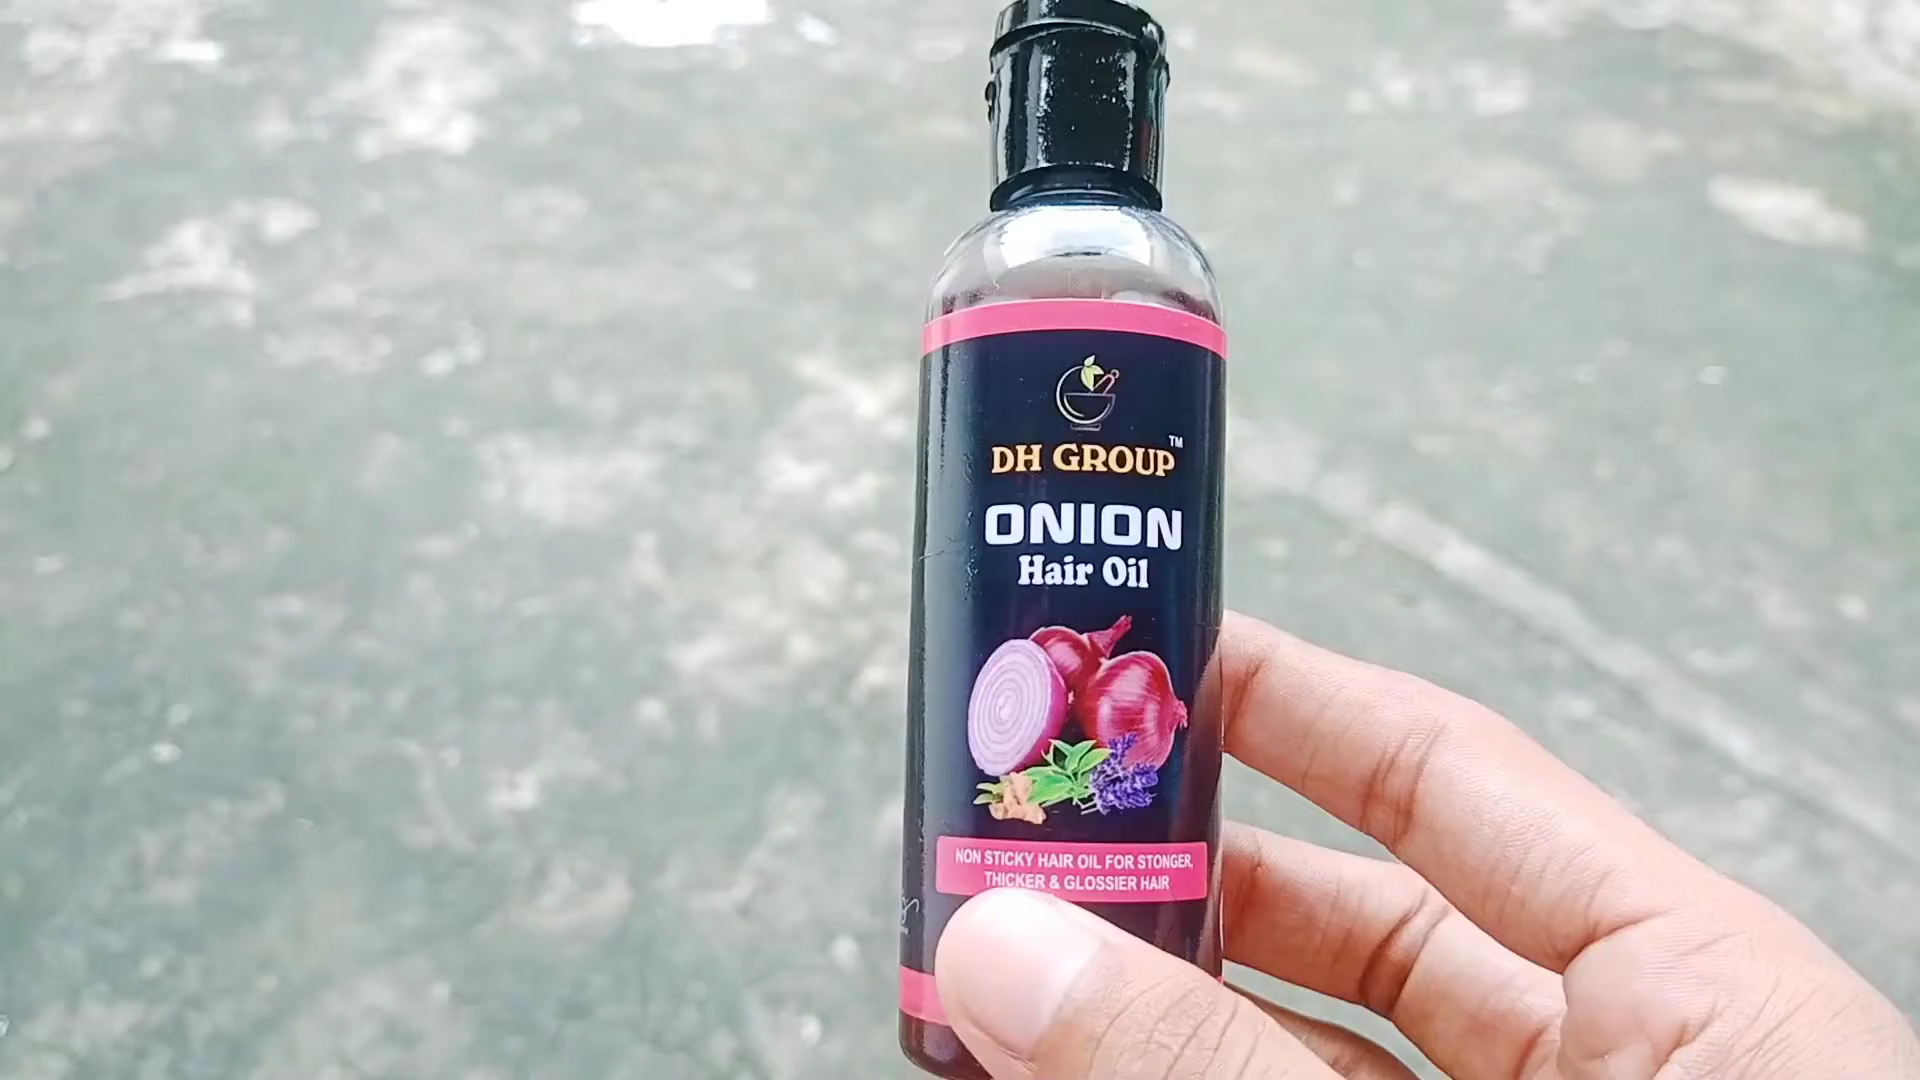 DH GROUP™
ONION
Hair Oil
NON STICKY HAIR OIL FOR STONGER,
THICKER & GLOSSIER HAIR